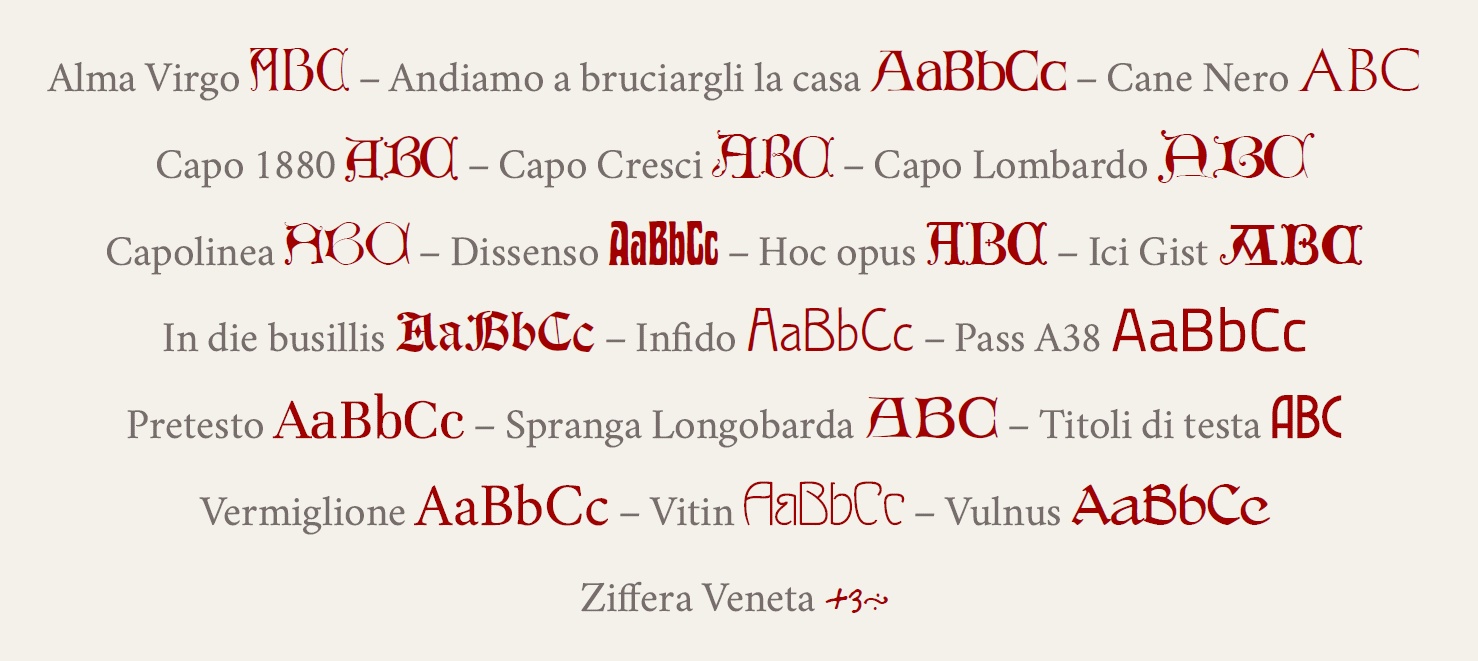 Alma Virgo ABC – Andiamo a bruciargli la casa AaBbCc – Cane Nero ABC
Capo 1880 ABC – Capo Cresci ABC – Capo Lombardo ABC
Capolinea ABC – Dissenso AaBbCc – Hoc opus ABC – Ici Gist ABC
In die busillis AaBbCc – Infido AaBbCc – Pass A38 AaBbCc
Pretesto AaBbCc – Spranga Longobarda ABC – Titoli di testa ABC
Vermiglione AaBbCc – Vitin AaBbCc – Vulnus AaBbCc
Ziffera Veneta